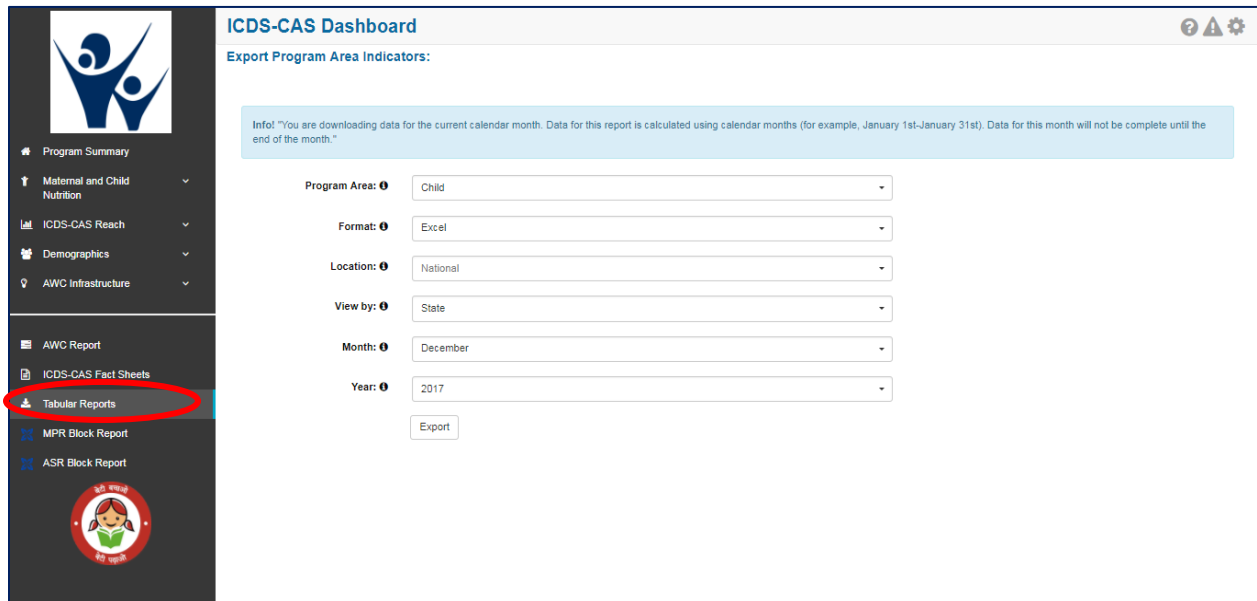 ICDS-CAS Dashboard
Export Program Area Indicators:
Info! "You are downloading data for the current calendar month. Data for this report is calculated using calendar months (for example, January 1st-January 31st). Data for this month will not be complete until the
end of the month."
Program Area:
Child
Format:
Excel
Location:
National
View by:
State
Month:
December
Year:
2017
Export
Program Summary
Maternal and Child
Nutrition
ICDS-CAS Reach
Demographics
AWC Infrastructure
AWC Report
ICDS-CAS Fact Sheets
Tabular Reports
MPR Block Report
ASR Block Report
बेटी बचाओ
बेटी पढ़ाओ